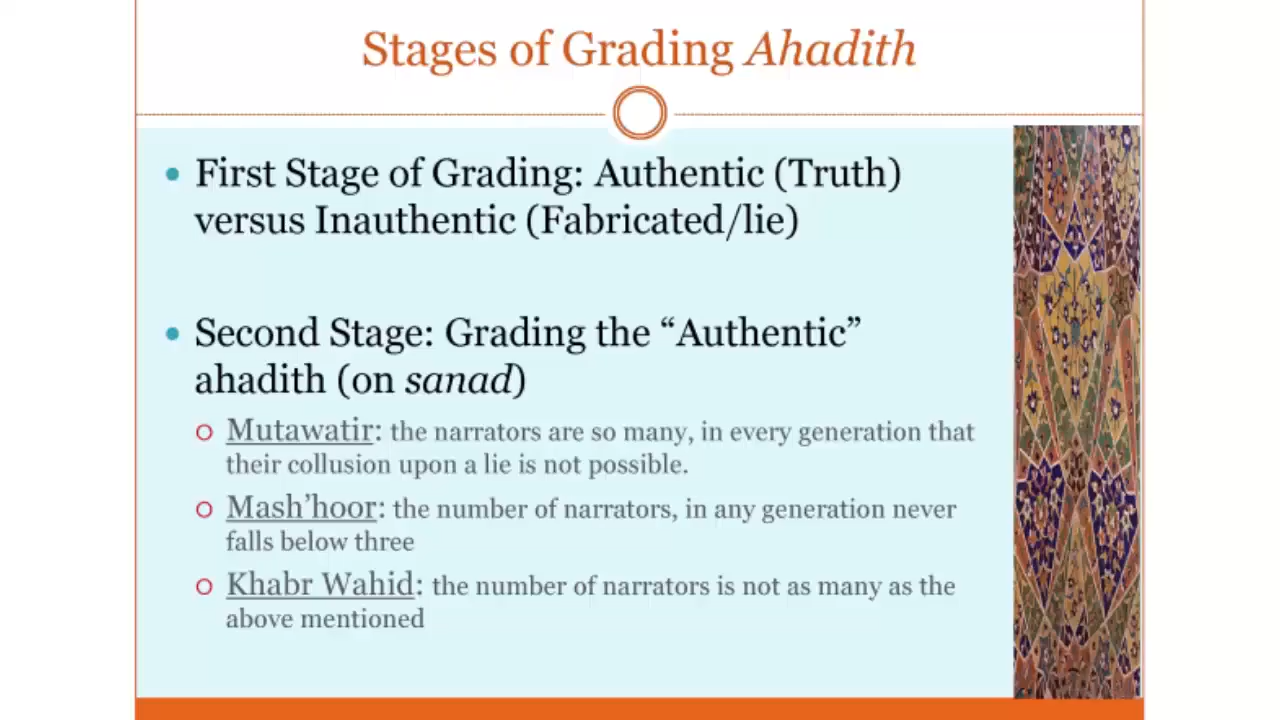 Stages of Grading Ahadith
• First Stage of Grading: Authentic (Truth)
versus Inauthentic (Fabricated/lie)
• Second Stage: Grading the “Authentic”
ahadith (on sanad)
o Mutawatir: the narrators are so many, in every generation that
their collusion upon a lie is not possible.
o Mash’hoor: the number of narrators, in any generation never
falls below three
o Khabr Wahid: the number of narrators is not as many as the
above mentioned